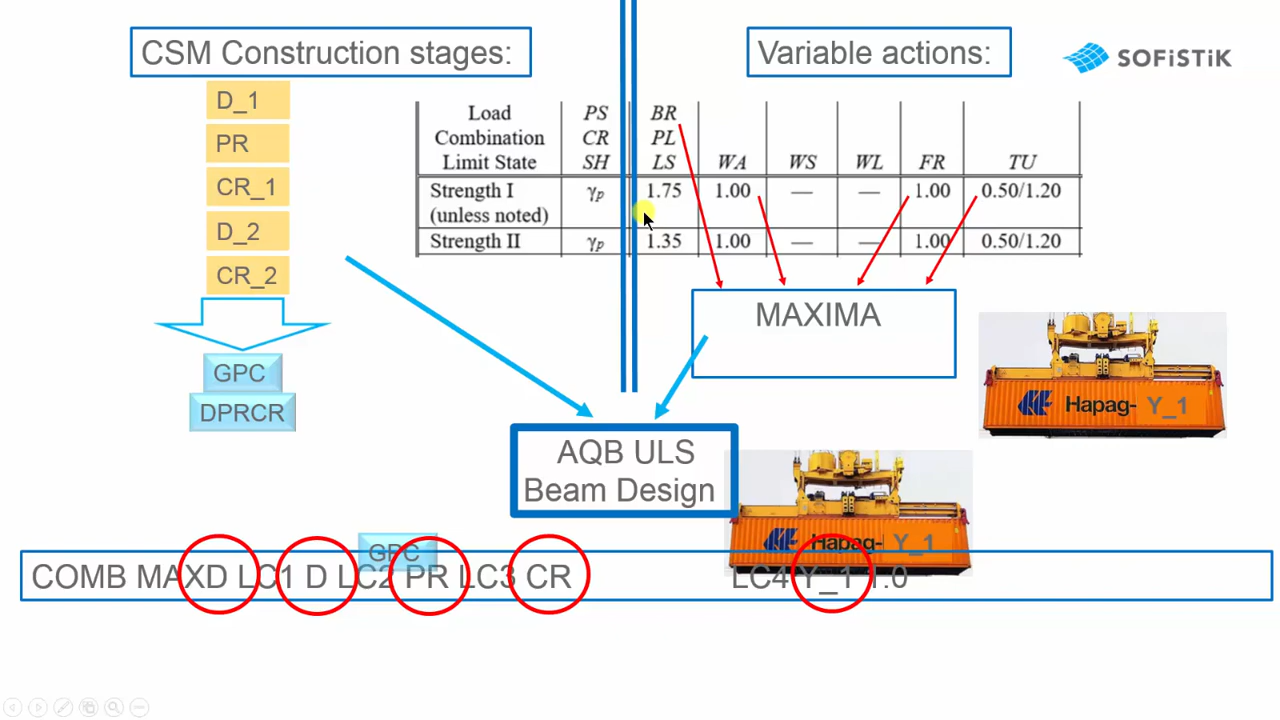 CSM Construction stages:
Variable actions:
SOFiSTiK
D_1
PR
CR_1
D_2
CR_2
GPC
DPRCR
Load PS BR
Combination CR PL
Limit State SH LS WA WS WL FR TU
Strength I γp 1.75 1.00 — — 1.00 0.50/1.20
(unless noted)
Strength II γp 1.35 1.00 — — 1.00 0.50/1.20
MAXIMA
Hapag- Y_1
AQB ULS
Beam Design
Hapag- Y_1
GPC
COMB MAXD LC1 D LC2 PR LC3 CR LC4 Y_1 1.0